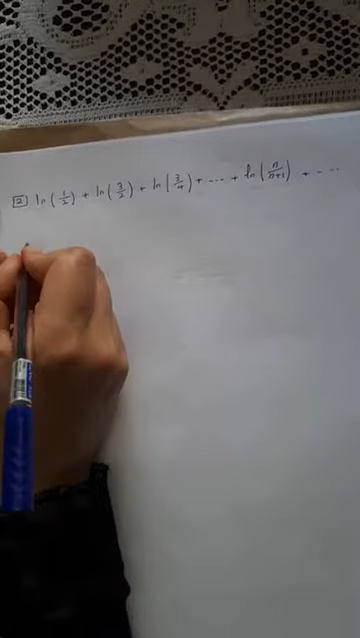 2 ln(1/2) + ln(3/2) + ln(3/4) + ---- + ln(n/n+1) + - --